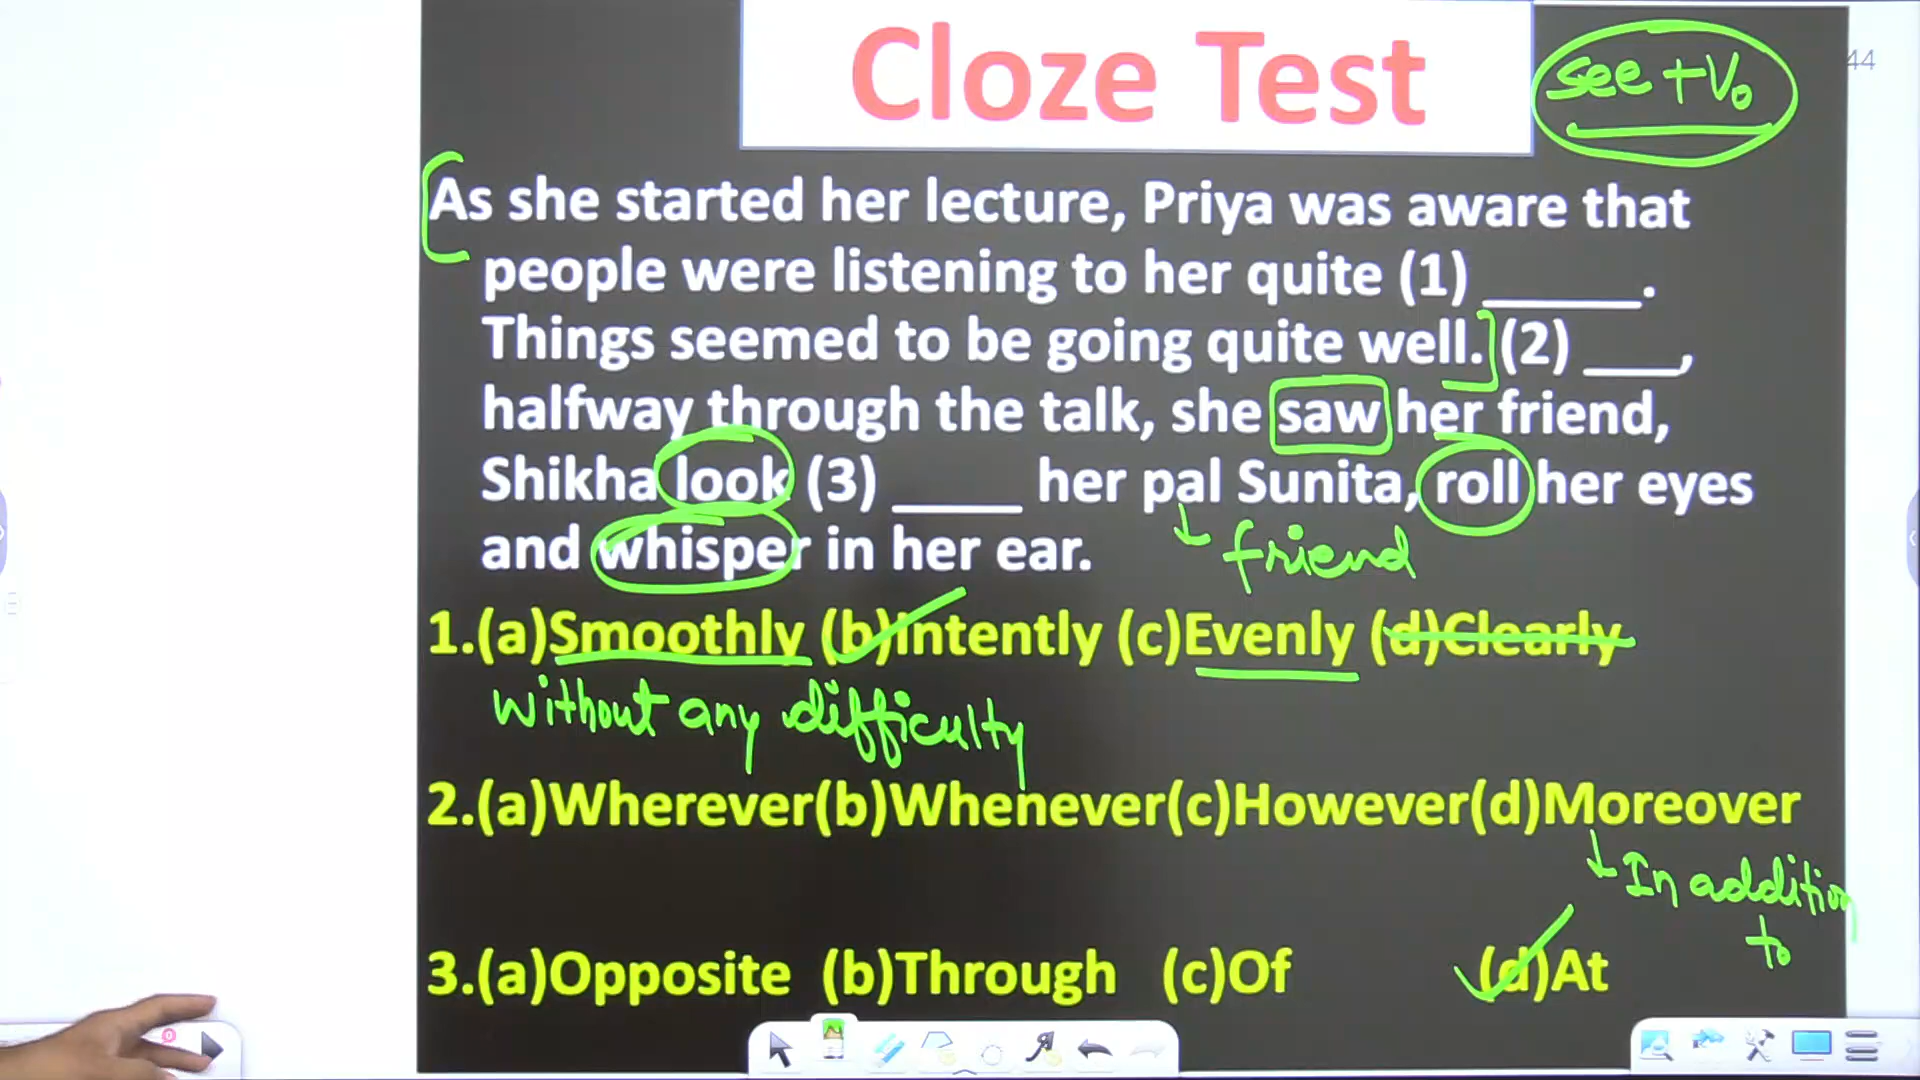 Cloze Test
see + V₀
44
As she started her lecture, Priya was aware that
people were listening to her quite (1) _____.
Things seemed to be going quite well. (2) ___,
halfway through the talk, she saw her friend,
Shikha look (3) ____ her pal Sunita, roll her eyes
and whisper in her ear.
friend
1.(a)Smoothly (b)Intently (c)Evenly (d)Clearly
without any difficulty
2.(a)Wherever(b)Whenever(c)However(d)Moreover
In addition
to
3.(a)Opposite (b)Through (c)Of (d)At